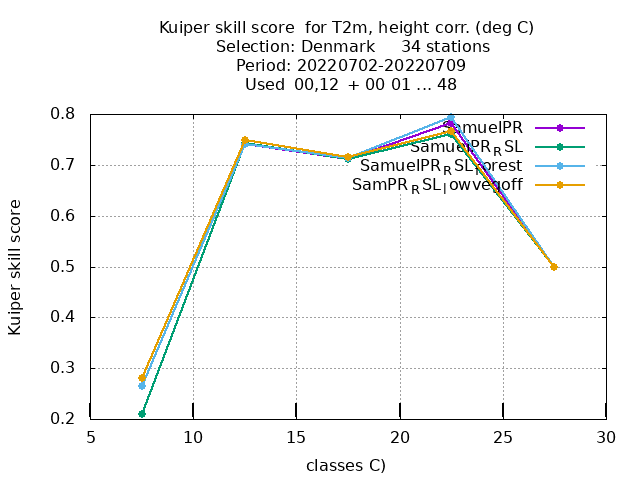 Kuiper skill score for T2m, height corr. (deg C)
Selection: Denmark 34 stations
Period: 20220702-20220709
Used 00,12 + 00 01 ... 48
0.8
0.7
0.6
0.5
0.4
0.3
0.2
5
10
15
20
25
30
Kuiper skill score
classes C)
SamuelPR
SamuelPR_RSL
SamuelPR_RSL_forest
SamPR_RSL_lowvegoff